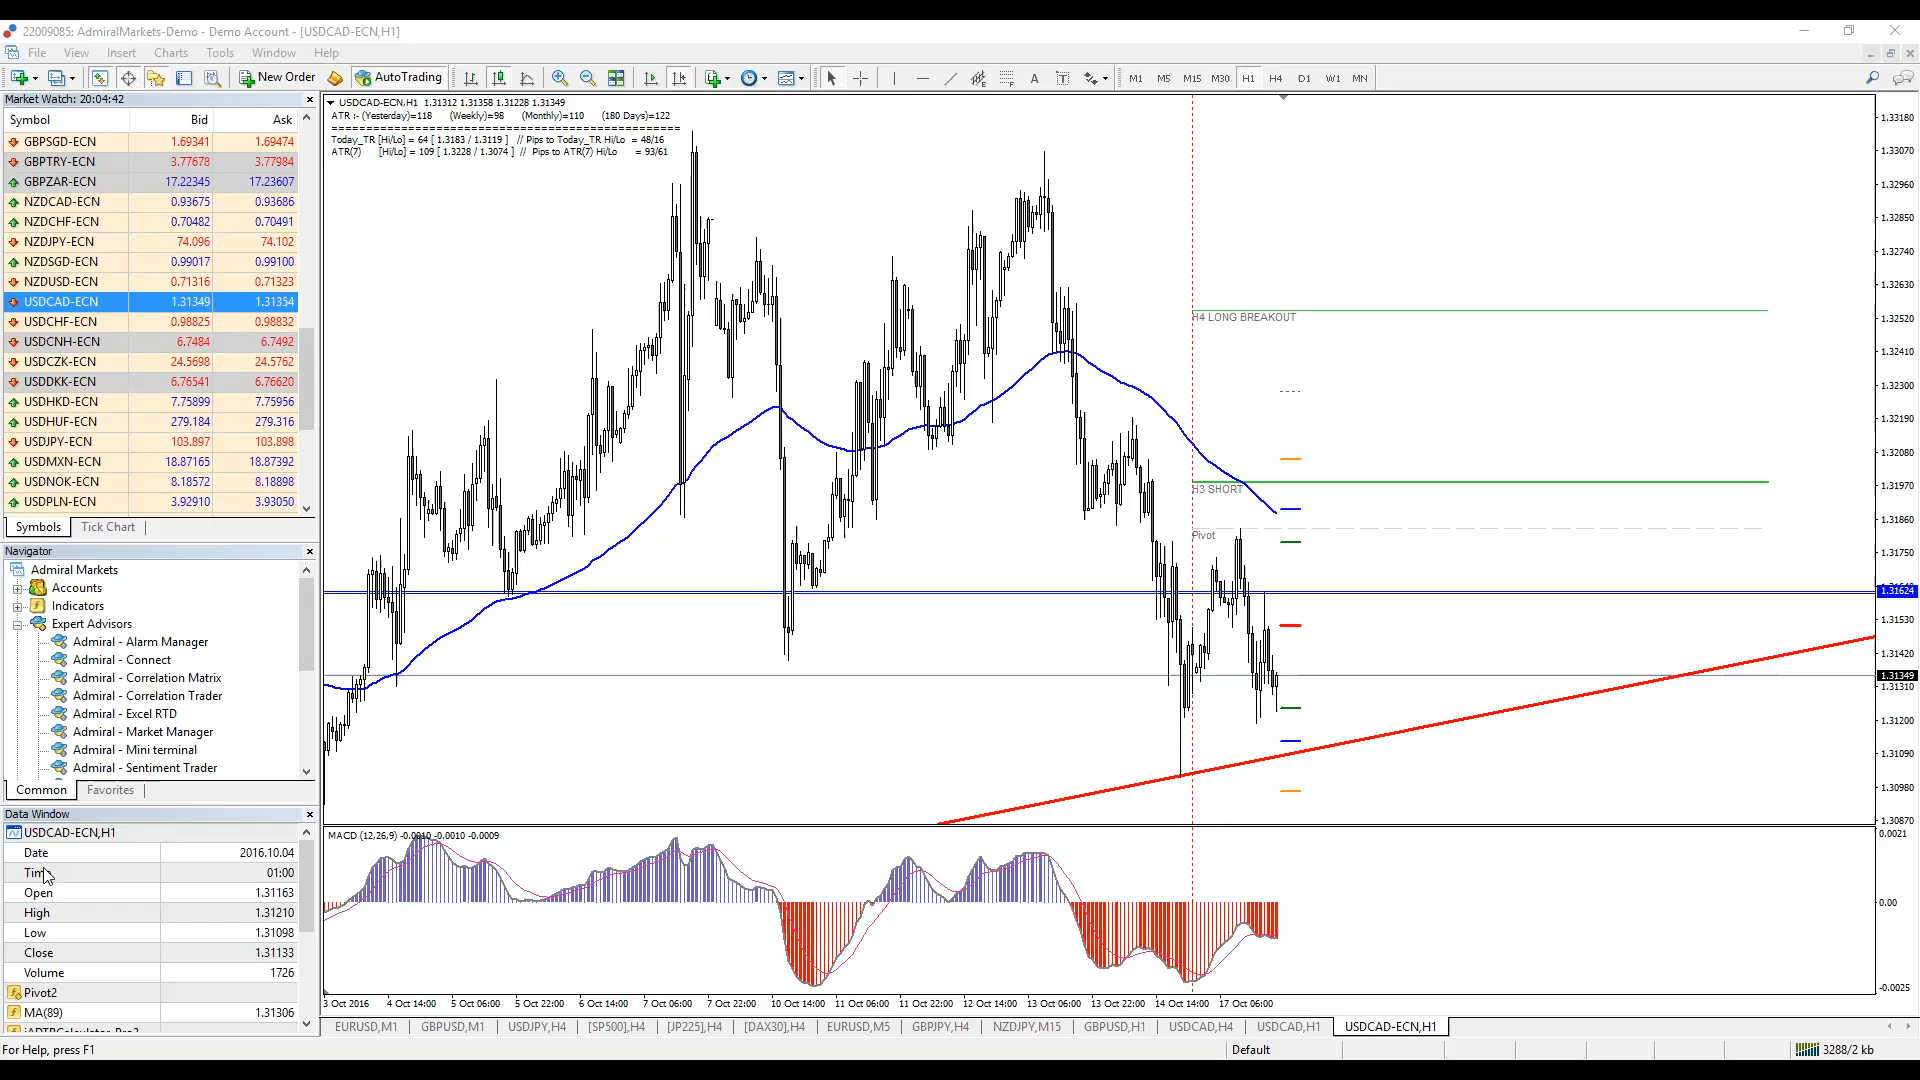 22009085: AdmiralMarkets-Demo - Demo Account - [USDCAD-ECN,H1]
File View Insert Charts Tools Window Help
New Order AutoTrading M1 M5 M15 M30 H1 H4 D1 W1 MN
Market Watch: 20:04:42
Symbol Bid Ask
GBPSGD-ECN 1.69341 1.69474
GBPTRY-ECN 3.77678 3.77984
GBPZAR-ECN 17.22345 17.23607
NZDCAD-ECN 0.93675 0.93686
NZDCHF-ECN 0.70482 0.70491
NZDJPY-ECN 74.096 74.102
NZDSGD-ECN 0.99017 0.99100
NZDUSD-ECN 0.71316 0.71323
USDCAD-ECN 1.31349 1.31354
USDCHF-ECN 0.98825 0.98832
USDCNH-ECN 6.7484 6.7492
USDCZK-ECN 24.5698 24.5762
USDDKK-ECN 6.76541 6.76620
USDHKD-ECN 7.75899 7.75956
USDHUF-ECN 279.184 279.316
USDJPY-ECN 103.897 103.898
USDMXN-ECN 18.87165 18.87392
USDNOK-ECN 8.18572 8.18898
USDPLN-ECN 3.92910 3.93050
Symbols Tick Chart
Navigator
Admiral Markets
Accounts
Indicators
Expert Advisors
Admiral - Alarm Manager
Admiral - Connect
Admiral - Correlation Matrix
Admiral - Correlation Trader
Admiral - Excel RTD
Admiral - Market Manager
Admiral - Mini terminal
Admiral - Sentiment Trader
Common Favorites
Data Window
USDCAD-ECN,H1
Date 2016.10.04
Time 01:00
Open 1.31163
High 1.31210
Low 1.31098
Close 1.31133
Volume 1726
Pivot2
MA(89) 1.31306
USDCAD-ECN,H1 1.31312 1.31358 1.31228 1.31349
ATR :- (Yesterday)=118 (Weekly)=98 (Monthly)=110 (180 Days)=122
==================================================
Today_TR [Hi/Lo] = 64 [ 1.3183 / 1.3119 ] // Pips to Today_TR Hi/Lo = 48/16
ATR(7) [Hi/Lo] = 109 [ 1.3228 / 1.3074 ] // Pips to ATR(7) Hi/Lo = 93/61
H4 LONG BREAKOUT
H3 SHORT
Pivot
1.33180
1.33070
1.32960
1.32850
1.32740
1.32630
1.32520
1.32410
1.32300
1.32190
1.32080
1.31970
1.31860
1.31750
1.31624
1.31530
1.31420
1.31349
1.31310
1.31200
1.31090
1.30980
1.30870
MACD (12,26,9) -0.0010 -0.0010 -0.0009
0.0021
0.00
-0.0025
3 Oct 2016 4 Oct 14:00 5 Oct 06:00 5 Oct 22:00 6 Oct 14:00 7 Oct 06:00 7 Oct 22:00 10 Oct 14:00 11 Oct 06:00 11 Oct 22:00 12 Oct 14:00 13 Oct 06:00 13 Oct 22:00 14 Oct 14:00 17 Oct 06:00
EURUSD,M1 GBPUSD,M1 USDJPY,H4 [SP500],H4 [JP225],H4 [DAX30],H4 EURUSD,M5 GBPJPY,H4 NZDJPY,M15 GBPUSD,H1 USDCAD,H4 USDCAD,H1 USDCAD-ECN,H1
For Help, press F1 Default 3288/2 kb